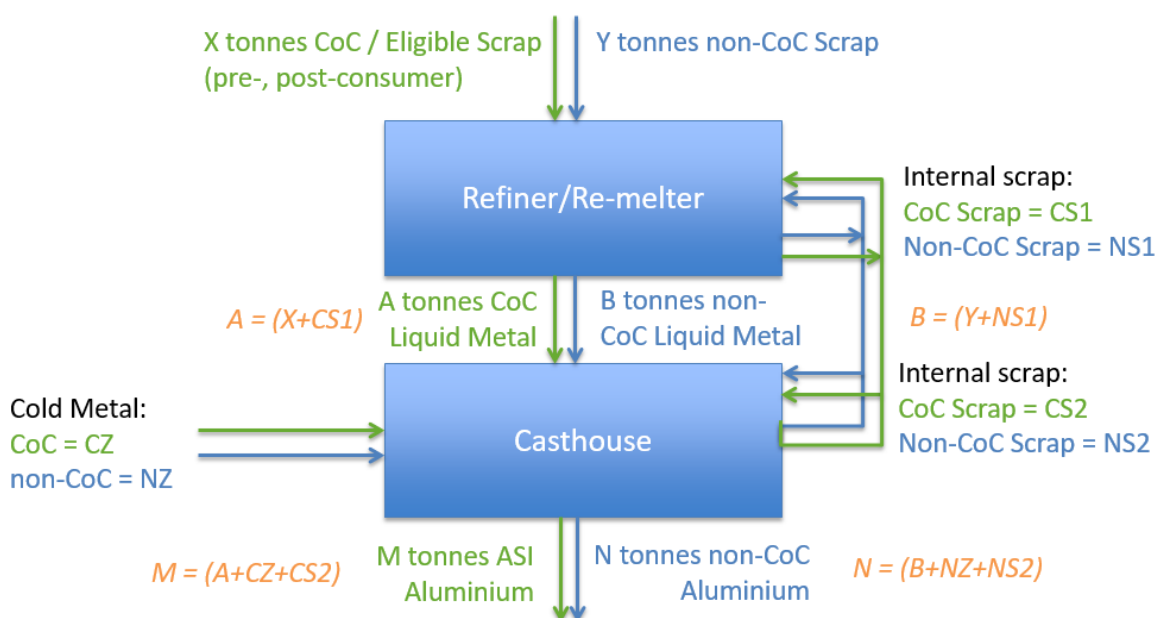 X tonnes CoC / Eligible Scrap
(pre-, post-consumer)
Y tonnes non-CoC Scrap
Refiner/Re-melter
Internal scrap:
CoC Scrap = CS1
Non-CoC Scrap = NS1
A = (X+CS1)
A tonnes CoC
Liquid Metal
B tonnes non-
CoC Liquid Metal
B = (Y+NS1)
Cold Metal:
CoC = CZ
non-CoC = NZ
Casthouse
Internal scrap:
CoC Scrap = CS2
Non-CoC Scrap = NS2
M = (A+CZ+CS2)
M tonnes ASI
Aluminium
N tonnes non-CoC
Aluminium
N = (B+NZ+NS2)